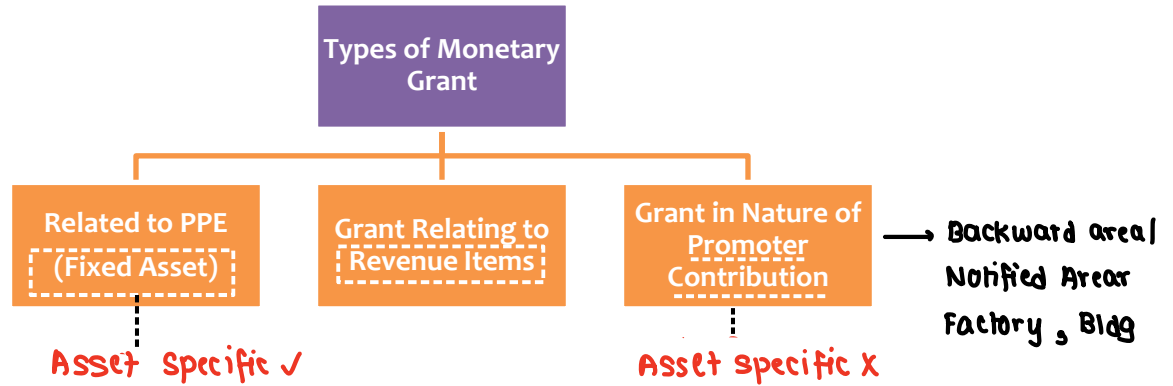 Types of Monetary
Grant
Related to PPE
(Fixed Asset)
Grant Relating to
Revenue Items
Grant in Nature of
Promoter
Contribution
→ Backward area/
Notified Arear
Factory, Bldg
Asset specific ✓
Asset specific X